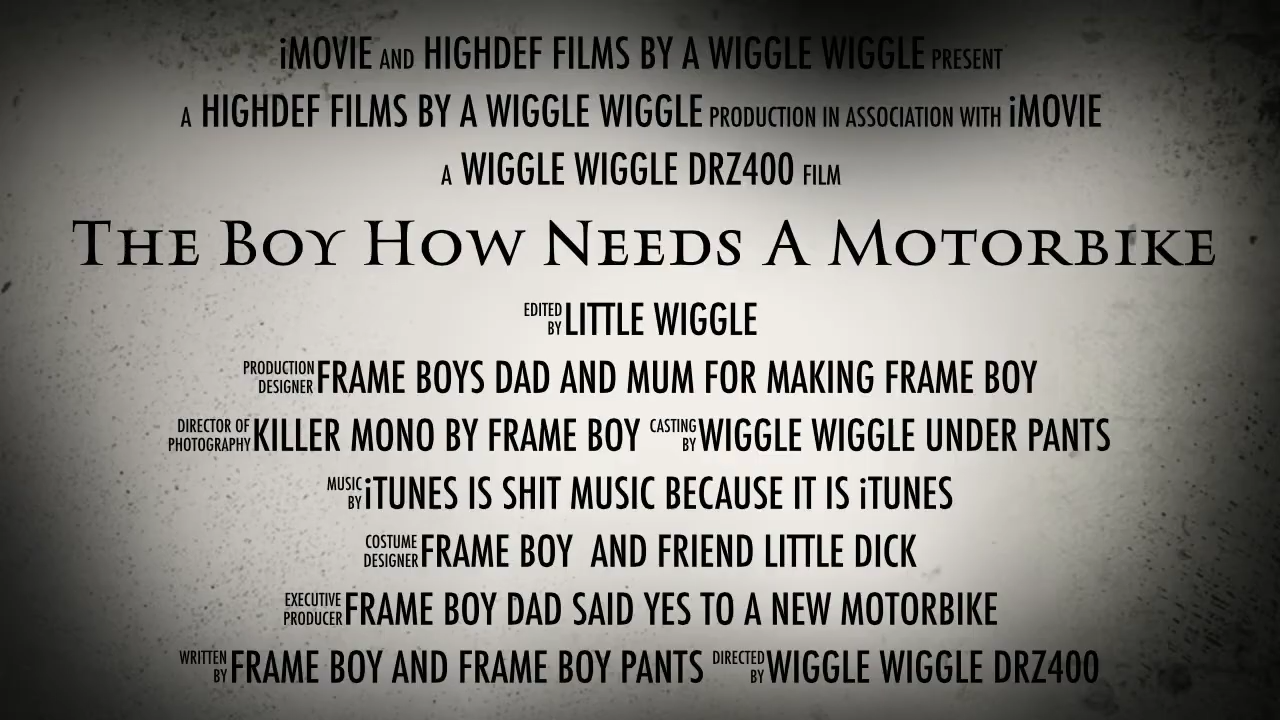 iMOVIE AND HIGHDEF FILMS BY A WIGGLE WIGGLE PRESENT
A HIGHDEF FILMS BY A WIGGLE WIGGLE PRODUCTION IN ASSOCIATION WITH iMOVIE
A WIGGLE WIGGLE DRZ400 FILM
THE BOY HOW NEEDS A MOTORBIKE
EDITED BY LITTLE WIGGLE
PRODUCTION DESIGNER FRAME BOYS DAD AND MUM FOR MAKING FRAME BOY
DIRECTOR OF PHOTOGRAPHY KILLER MONO BY FRAME BOY CASTING BY WIGGLE WIGGLE UNDER PANTS
MUSIC BY iTUNES IS SHIT MUSIC BECAUSE IT IS iTUNES
COSTUME DESIGNER FRAME BOY AND FRIEND LITTLE DICK
EXECUTIVE PRODUCER FRAME BOY DAD SAID YES TO A NEW MOTORBIKE
WRITTEN BY FRAME BOY AND FRAME BOY PANTS DIRECTED BY WIGGLE WIGGLE DRZ400